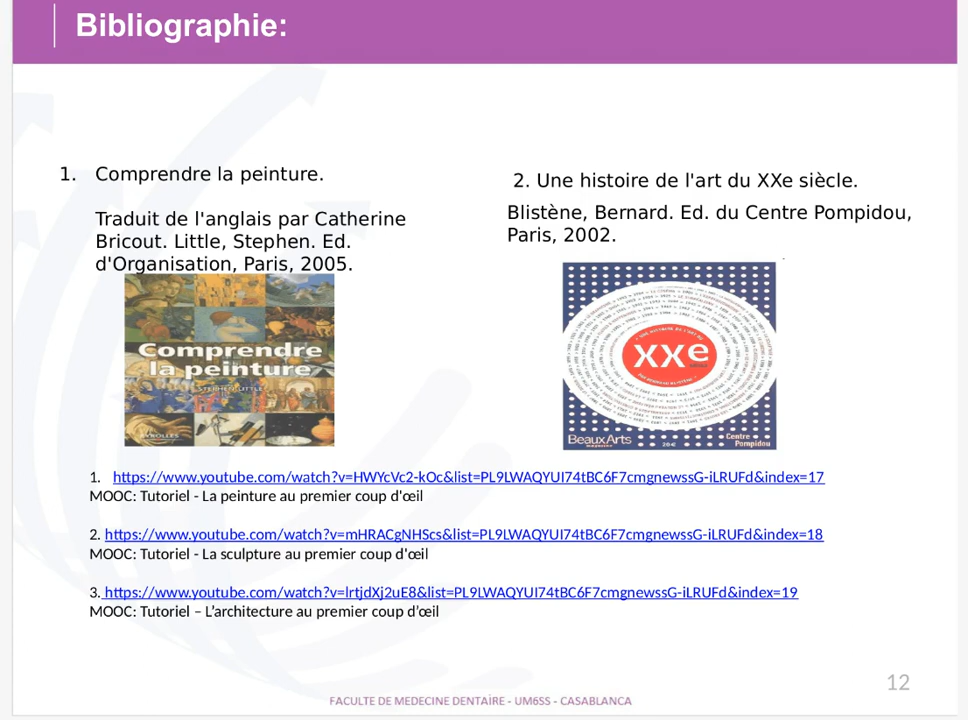 Bibliographie:
1. Comprendre la peinture.
Traduit de l'anglais par Catherine
Bricout. Little, Stephen. Ed.
d'Organisation, Paris, 2005.
2. Une histoire de l'art du XXe siècle.
Blistène, Bernard. Ed. du Centre Pompidou,
Paris, 2002.
Comprendre
la peinture
STEPHEN LITTLE
EYROLLES
XXe
BeauxArts
magazine
26€
Centre
Pompidou
1. https://www.youtube.com/watch?v=HWYcVc2-kOc&list=PL9LWAQYUI74tBC6F7cmgnewssG-iLRUFd&index=17
MOOC: Tutoriel - La peinture au premier coup d'œil
2. https://www.youtube.com/watch?v=mHRACgNHScs&list=PL9LWAQYUI74tBC6F7cmgnewssG-iLRUFd&index=18
MOOC: Tutoriel - La sculpture au premier coup d'œil
3. https://www.youtube.com/watch?v=lrtjdXj2uE8&list=PL9LWAQYUI74tBC6F7cmgnewssG-iLRUFd&index=19
MOOC: Tutoriel – L’architecture au premier coup d’œil
12
FACULTE DE MEDECINE DENTAIRE - UM6SS - CASABLANCA